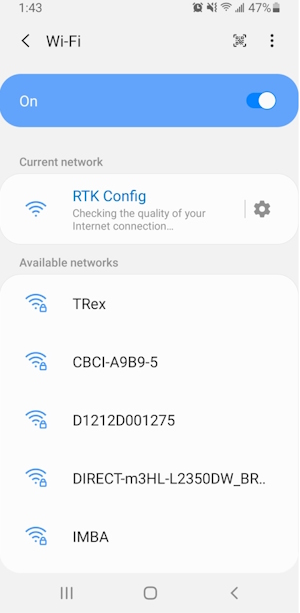 1:43
47%
Wi-Fi
On
Current network
RTK Config
Checking the quality of your
Internet connection...
Available networks
TRex
CBCI-A9B9-5
D1212D001275
DIRECT-m3HL-L2350DW_BR..
IMBA